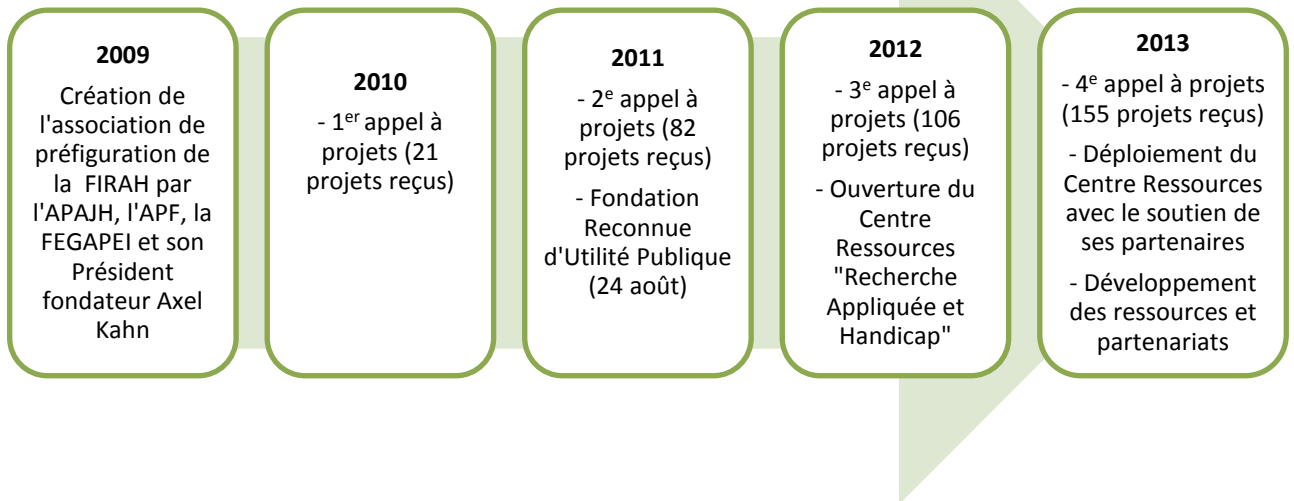 2009
Création de
l'association de
préfiguration de
la FIRAH par
l'APAJH, l'APF, la
FEGAPEI et son
Président
fondateur Axel
Kahn
2010
- 1er appel à
projets (21
projets reçus)
2011
- 2e appel à
projets (82
projets reçus)
- Fondation
Reconnue
d'Utilité Publique
(24 août)
2012
- 3e appel à
projets (106
projets reçus)
- Ouverture du
Centre
Ressources
"Recherche
Appliquée et
Handicap"
2013
- 4e appel à projets
(155 projets reçus)
- Déploiement du
Centre Ressources
avec le soutien de
ses partenaires
- Développement
des ressources et
partenariats